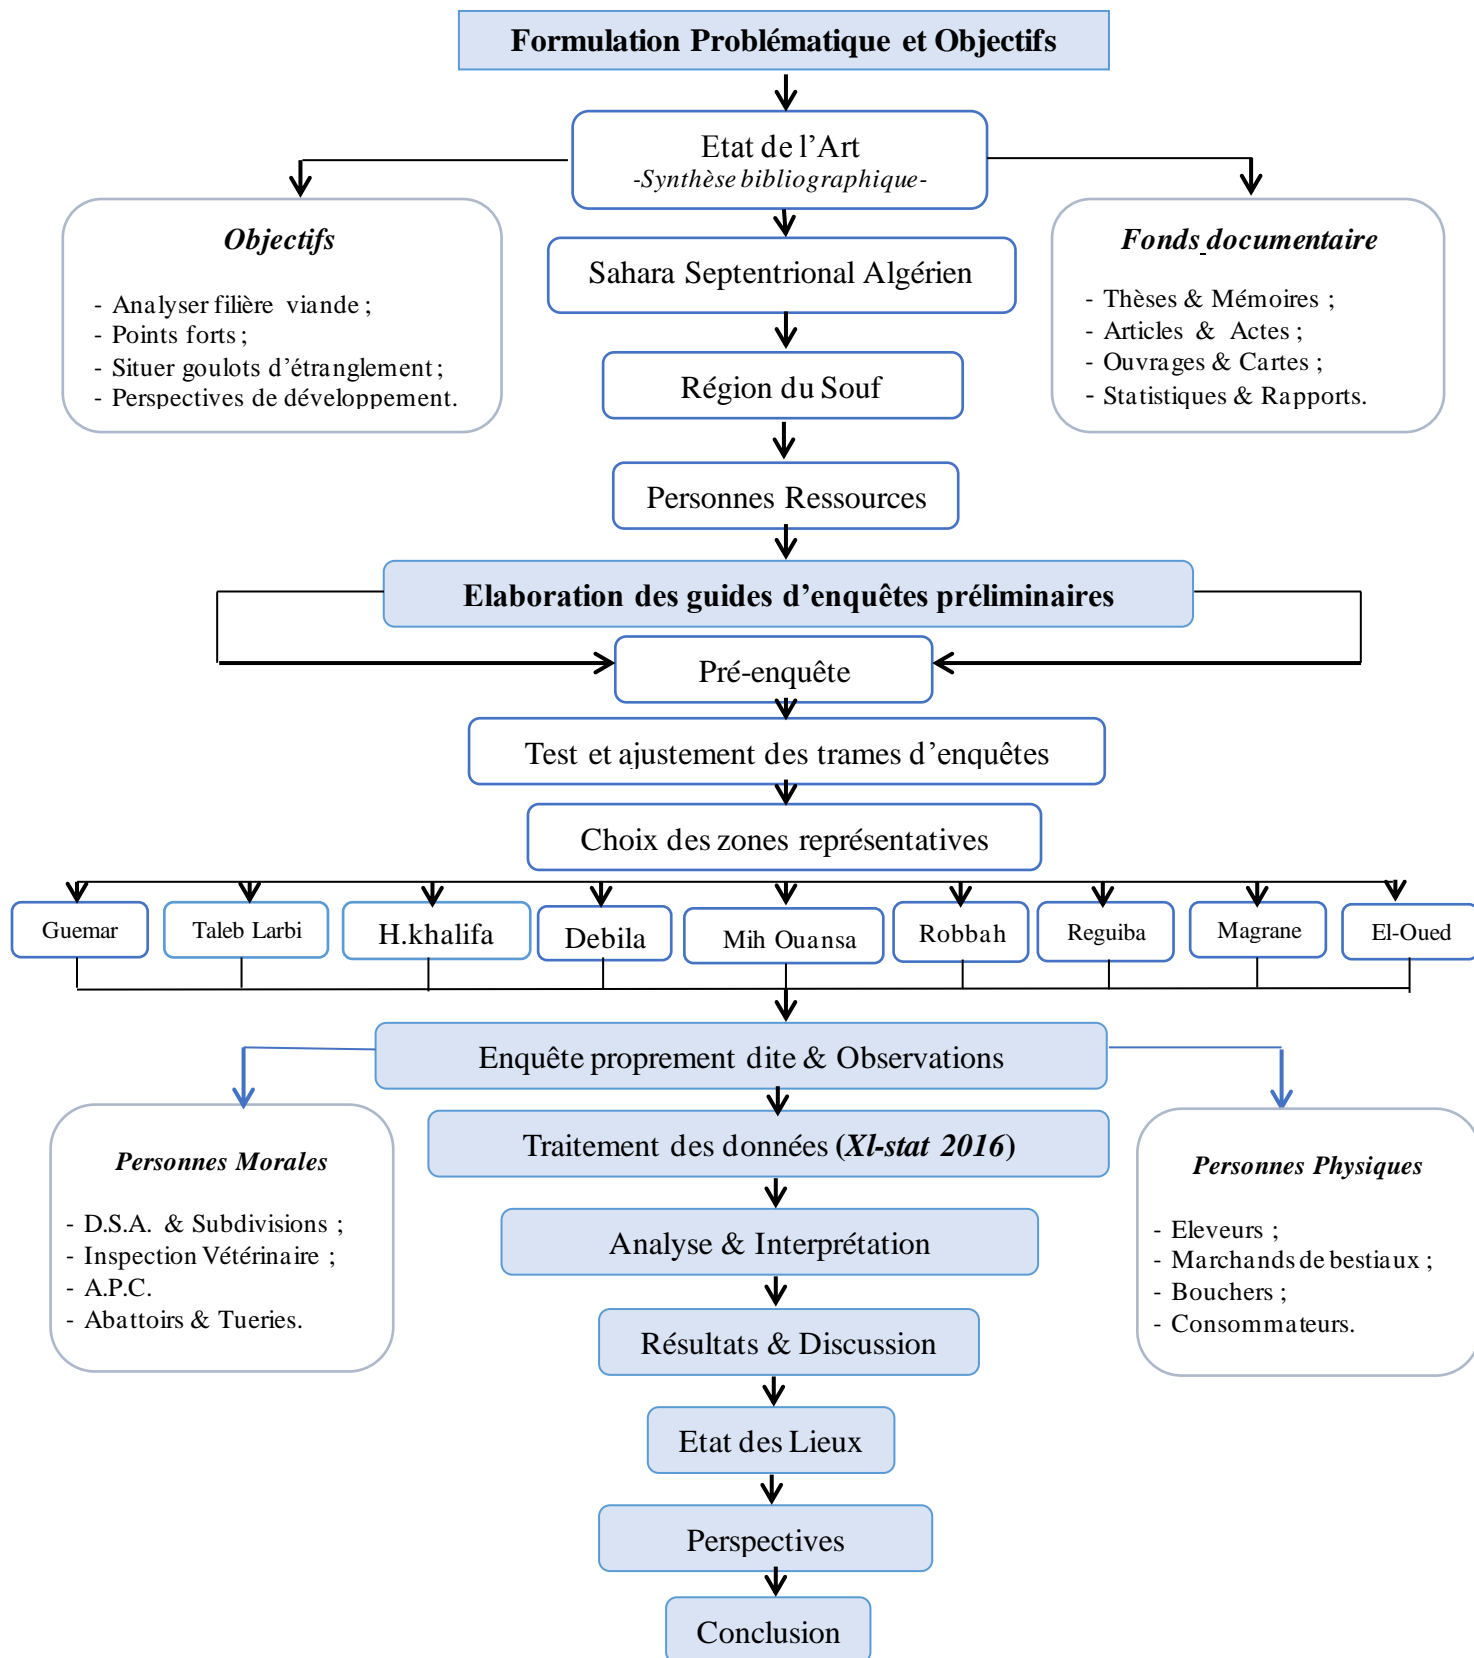 Formulation Problématique et Objectifs
Etat de l’Art
-Synthèse bibliographique-
Objectifs
- Analyser filière viande ;
- Points forts ;
- Situer goulots d’étranglement ;
- Perspectives de développement.
Fonds documentaire
- Thèses & Mémoires ;
- Articles & Actes ;
- Ouvrages & Cartes ;
- Statistiques & Rapports.
Sahara Septentrional Algérien
Région du Souf
Personnes Ressources
Elaboration des guides d’enquêtes préliminaires
Pré-enquête
Test et ajustement des trames d’enquêtes
Choix des zones représentatives
Guemar
Taleb Larbi
H.khalifa
Debila
Mih Ouansa
Robbah
Reguiba
Magrane
El-Oued
Enquête proprement dite & Observations
Personnes Morales
- D.S.A. & Subdivisions ;
- Inspection Vétérinaire ;
- A.P.C.
- Abattoirs & Tueries.
Personnes Physiques
- Eleveurs ;
- Marchands de bestiaux ;
- Bouchers ;
- Consommateurs.
Traitement des données (Xl-stat 2016)
Analyse & Interprétation
Résultats & Discussion
Etat des Lieux
Perspectives
Conclusion